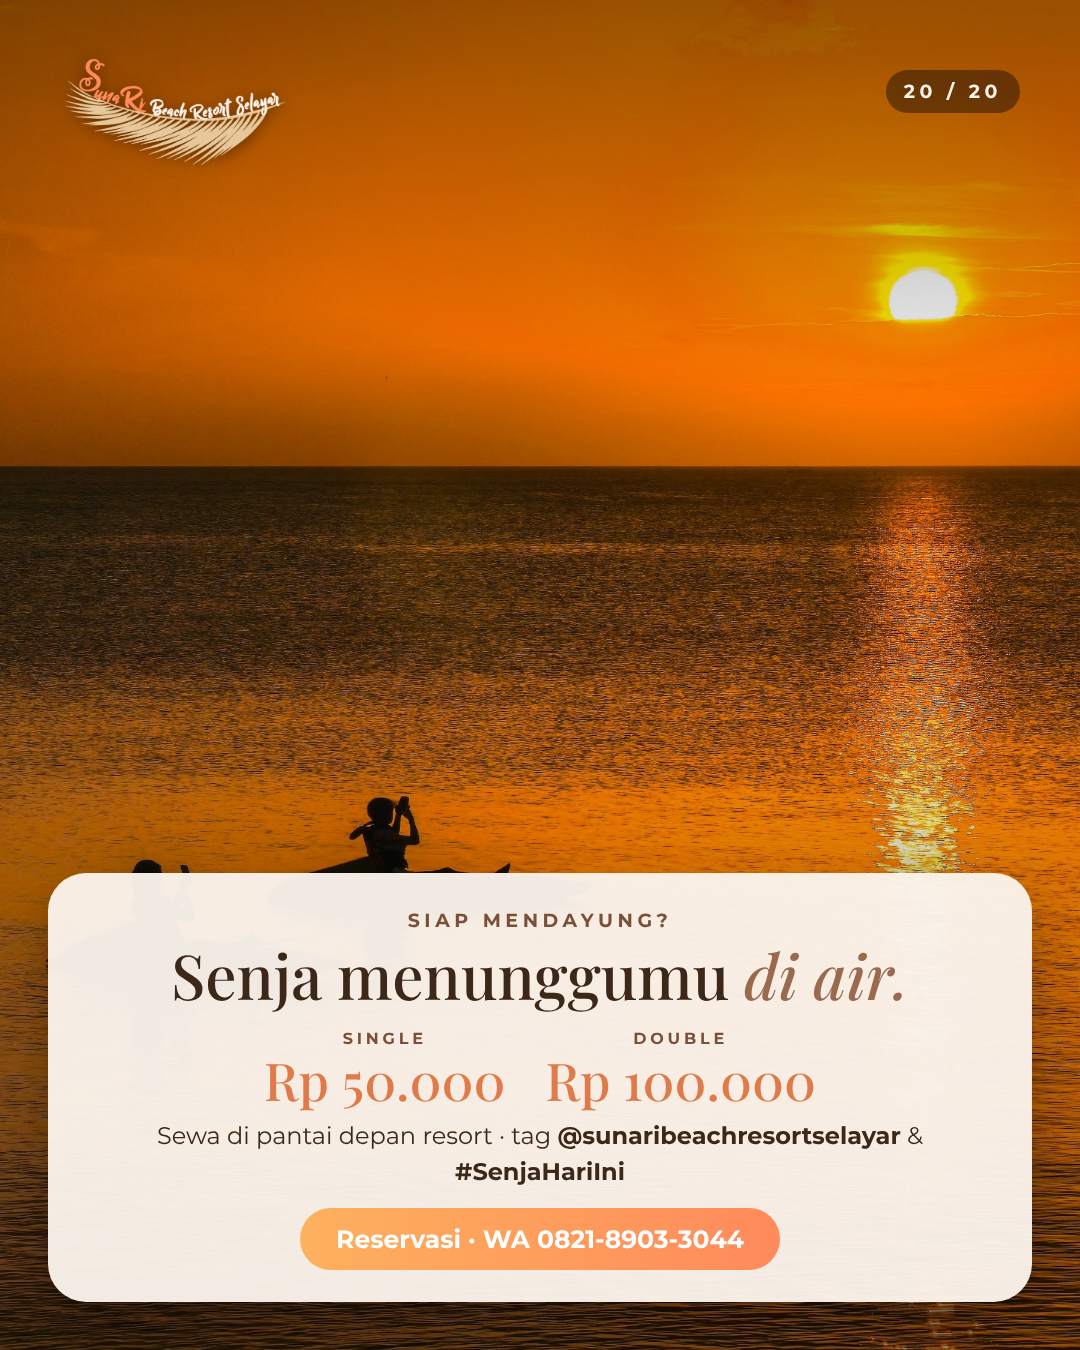 SunaRi Beach Resort Selayar
20 / 20
SIAP MENDAYUNG?
Senja menunggumu di air.
SINGLE DOUBLE
Rp 50.000 Rp 100.000
Sewa di pantai depan resort · tag @sunaribeachresortselayar &
#SenjaHariIni
Reservasi · WA 0821-8903-3044